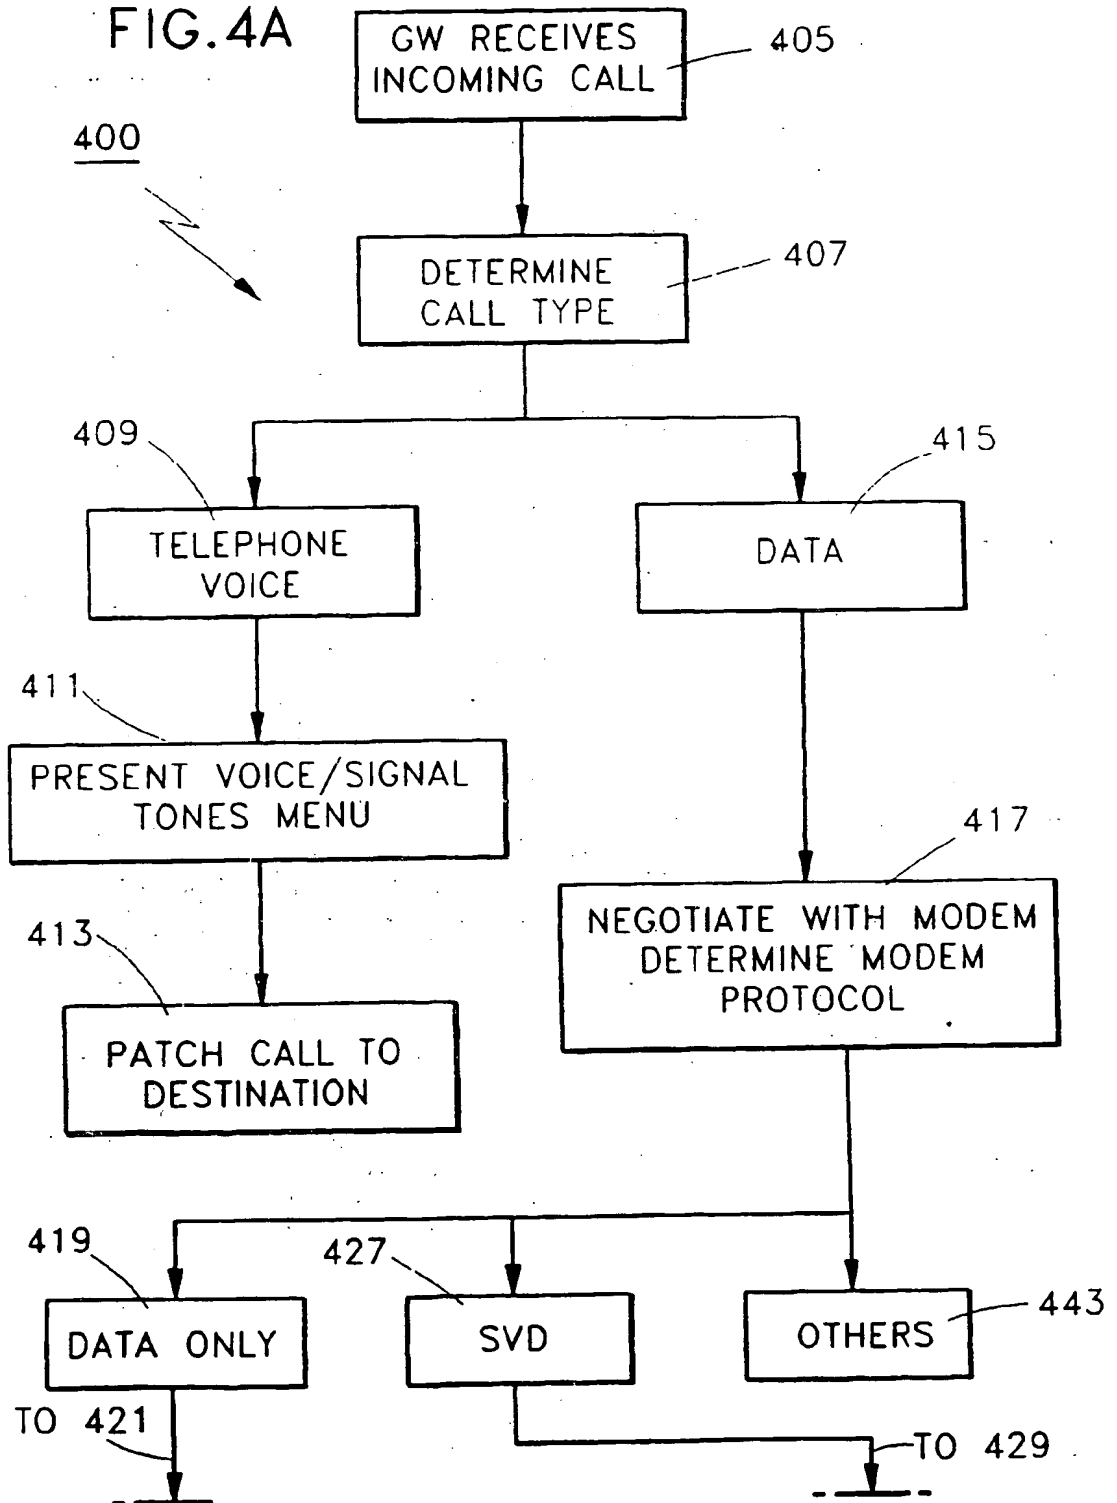 FIG.4A
GW RECEIVES
INCOMING CALL
405
400
DETERMINE
CALL TYPE
407
409
415
TELEPHONE
VOICE
DATA
411
PRESENT VOICE/SIGNAL
TONES MENU
417
NEGOTIATE WITH MODEM
DETERMINE MODEM
PROTOCOL
413
PATCH CALL TO
DESTINATION
419
427
443
DATA ONLY
SVD
OTHERS
TO 421
TO 429